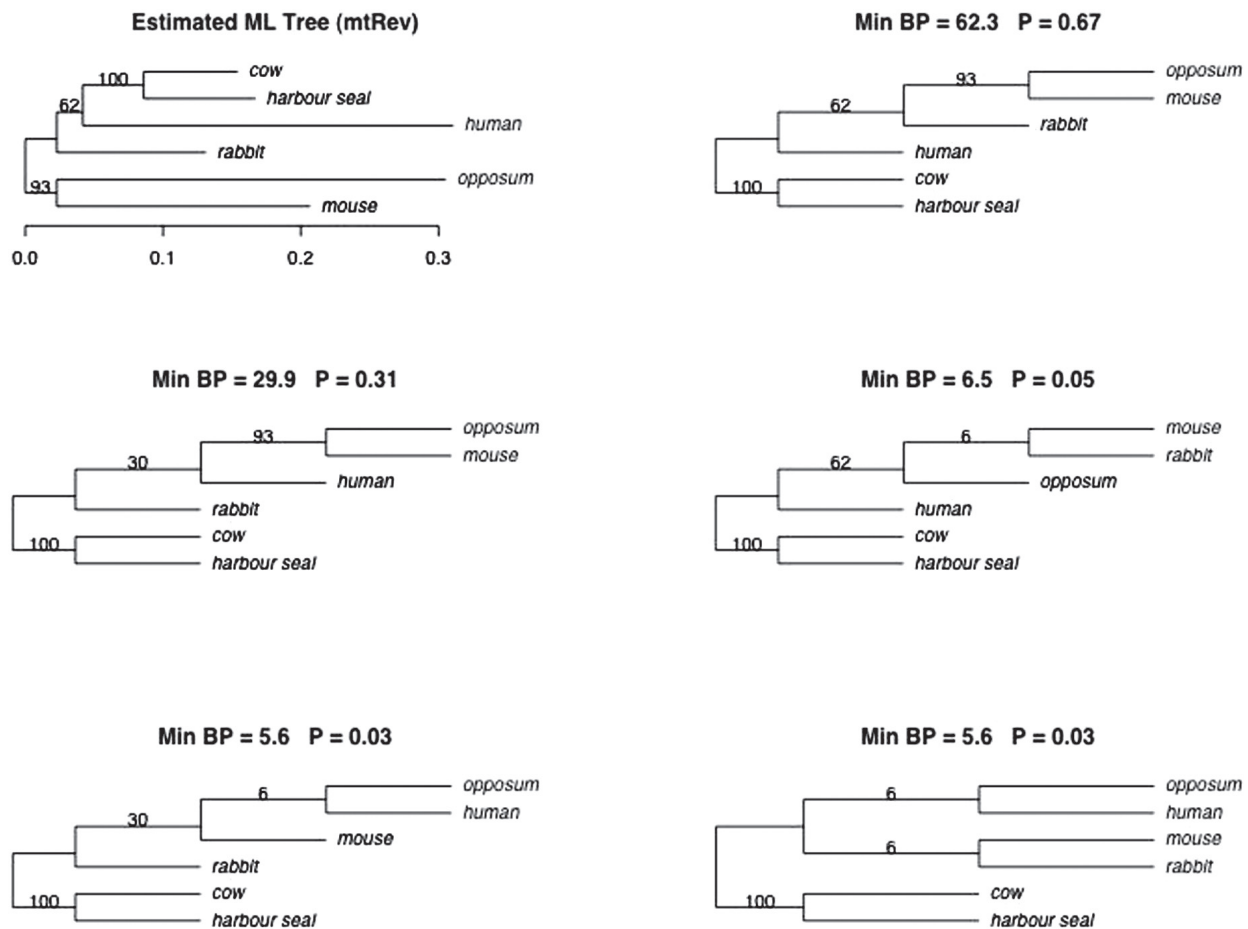 Estimated ML Tree (mtRev)
100
cow
harbour seal
62
human
rabbit
93
opposum
mouse
0.0 0.1 0.2 0.3
Min BP = 62.3 P = 0.67
93
opposum
mouse
62
rabbit
human
100
cow
harbour seal
Min BP = 29.9 P = 0.31
93
opposum
mouse
30
human
rabbit
100
cow
harbour seal
Min BP = 6.5 P = 0.05
6
mouse
rabbit
62
opposum
human
100
cow
harbour seal
Min BP = 5.6 P = 0.03
6
opposum
human
30
mouse
rabbit
100
cow
harbour seal
Min BP = 5.6 P = 0.03
6
opposum
human
6
mouse
rabbit
100
cow
harbour seal